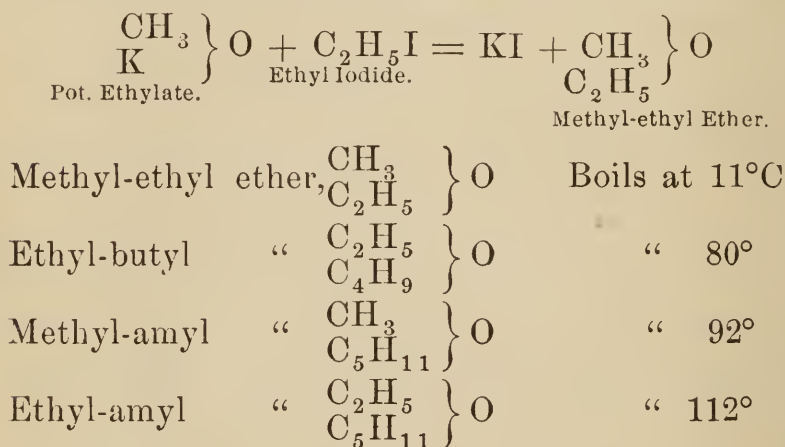 CH₃ } O + C₂H₅I = KI + CH₃ } O
K C₂H₅
Pot. Ethylate. Ethyl Iodide.
Methyl-ethyl Ether.
Methyl-ethyl ether, CH₃ } O Boils at 11°C
C₂H₅
Ethyl-butyl “ C₂H₅ } O “ 80°
C₄H₉
Methyl-amyl “ CH₃ } O “ 92°
C₅H₁₁
Ethyl-amyl “ C₂H₅ } O “ 112°
C₅H₁₁